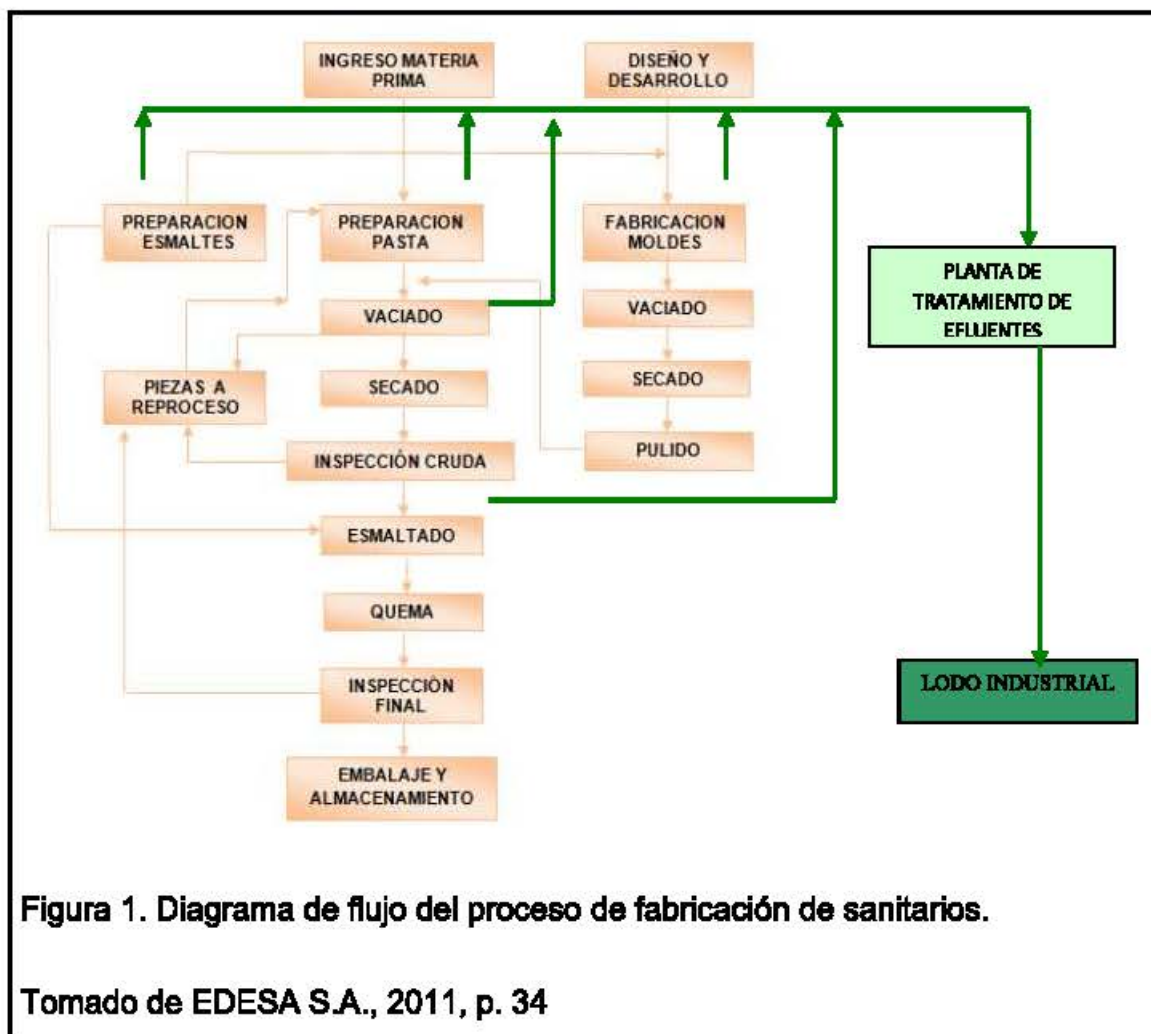 INGRESO MATERIA
PRIMA
DISEÑO Y
DESARROLLO
PREPARACION
ESMALTES
PREPARACION
PASTA
FABRICACION
MOLDES
PLANTA DE
TRATAMIENTO DE
EFLUENTES
VACIADO
VACIADO
PIEZAS A
REPROCESO
SECADO
SECADO
INSPECCIÓN CRUDA
PULIDO
ESMALTADO
QUEMA
INSPECCIÓN
FINAL
LODO INDUSTRIAL
EMBALAJE Y
ALMACENAMIENTO
Figura 1. Diagrama de flujo del proceso de fabricación de sanitarios.
Tomado de EDESA S.A., 2011, p. 34